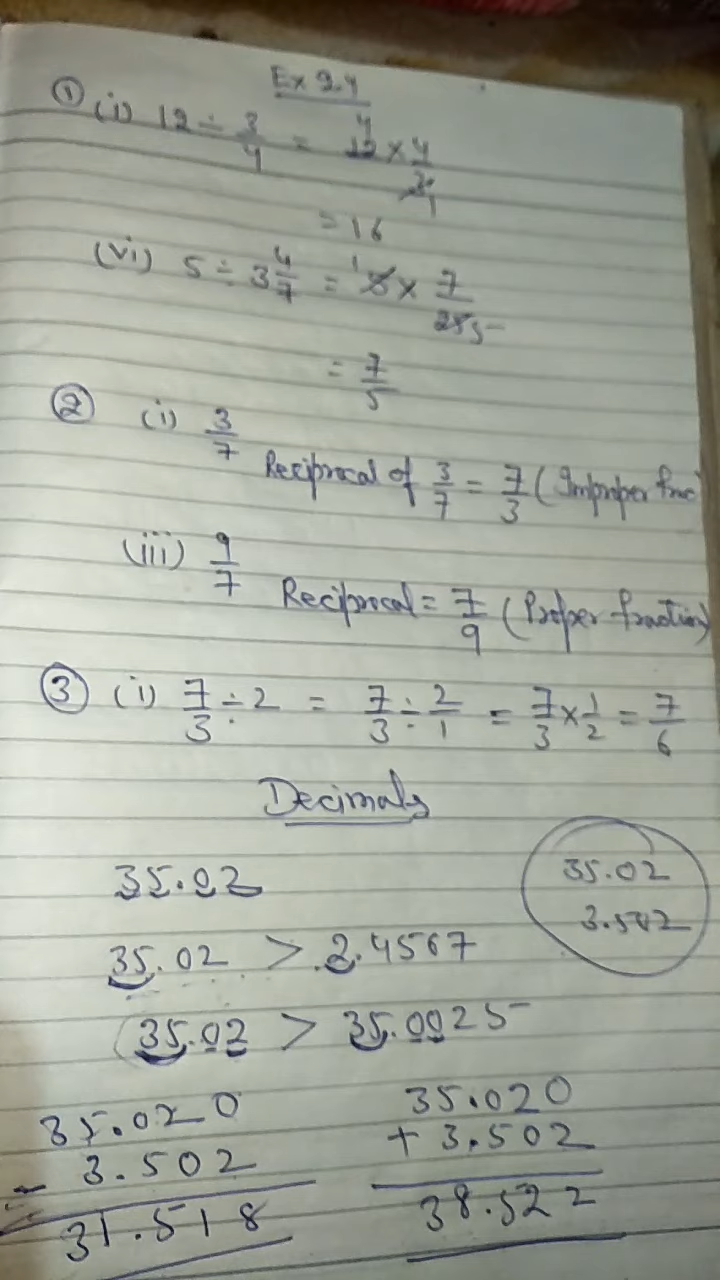 Ex 2.4
① (i) 12 ÷ 3/4 = 12 4 × 4/3 1
= 16
(vi) 5 ÷ 3 4/7 = 1 5 × 7/25 5
= 7/5
② (i) 3/7
Reciprocal of 3/7 = 7/3 (Improper frac
(iii) 9/7
Reciprocal = 7/9 (Proper fraction)
③ (i) 7/3 ÷ 2 = 7/3 ÷ 2/1 = 7/3 × 1/2 = 7/6
Decimals
35.02
35.02
3.502
35.02 > 2.4567
(35.02 > 35.0025
35.020
- 3.502
31.518
35.020
+ 3.502
38.522